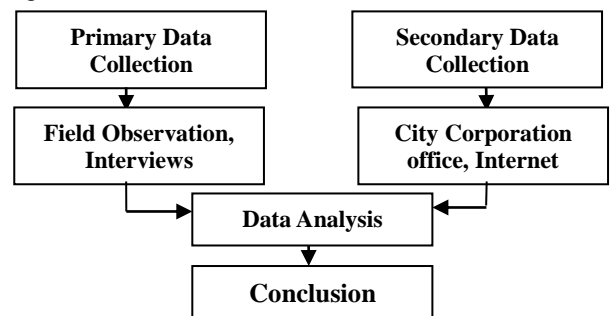 Primary Data
Collection
Secondary Data
Collection
Field Observation,
Interviews
City Corporation
office, Internet
Data Analysis
Conclusion